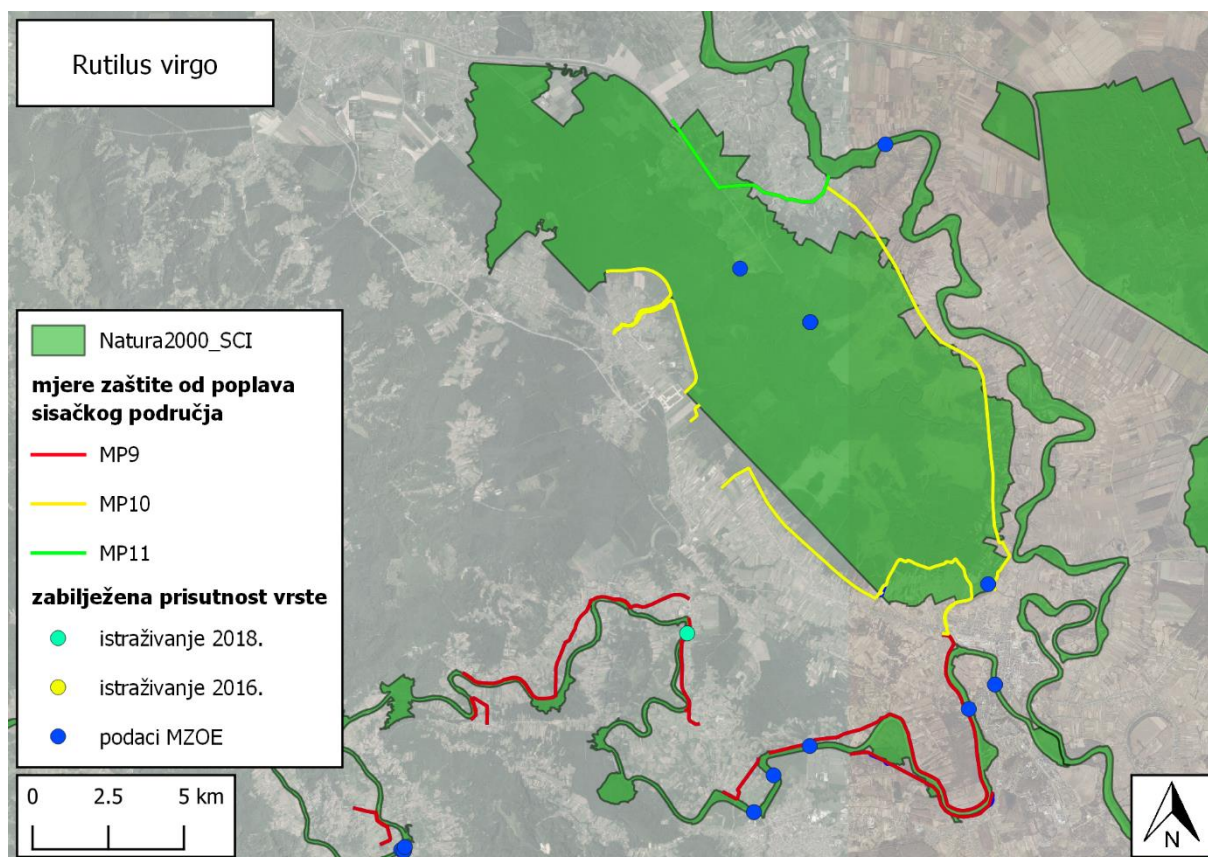 Rutilus virgo
Natura2000_SCI
mjere zaštite od poplava
sisačkog područja
MP9
MP10
MP11
zabilježena prisutnost vrste
istraživanje 2018.
istraživanje 2016.
podaci MZOE
0 2.5 5 km
N